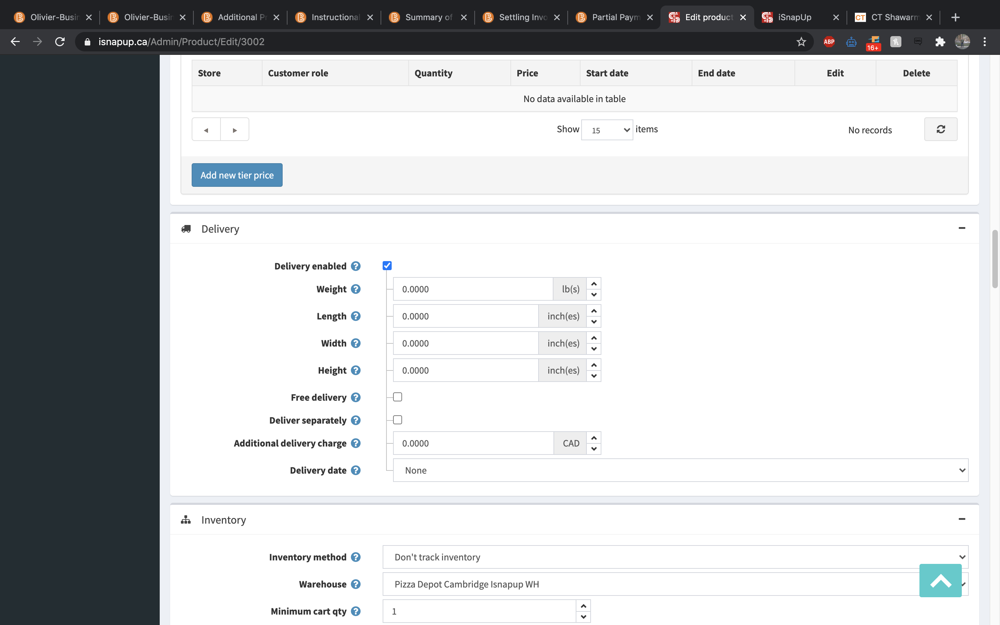 Olivier-Busin
Olivier-Busin
Additional Pr
Instructional
Summary of
Settling Invo
Partial Paym
Edit product
iSnapUp
CT CT Shawarm
isnapup.ca/Admin/Product/Edit/3002
ABP
16+
SMS
Store Customer role Quantity Price Start date End date Edit Delete
No data available in table
Show 15 items No records
Add new tier price
Delivery
Delivery enabled ?
Weight ? 0.0000 lb(s)
Length ? 0.0000 inch(es)
Width ? 0.0000 inch(es)
Height ? 0.0000 inch(es)
Free delivery ?
Deliver separately ?
Additional delivery charge ? 0.0000 CAD
Delivery date ? None
Inventory
Inventory method ? Don't track inventory
Warehouse ? Pizza Depot Cambridge Isnapup WH
Minimum cart qty ? 1